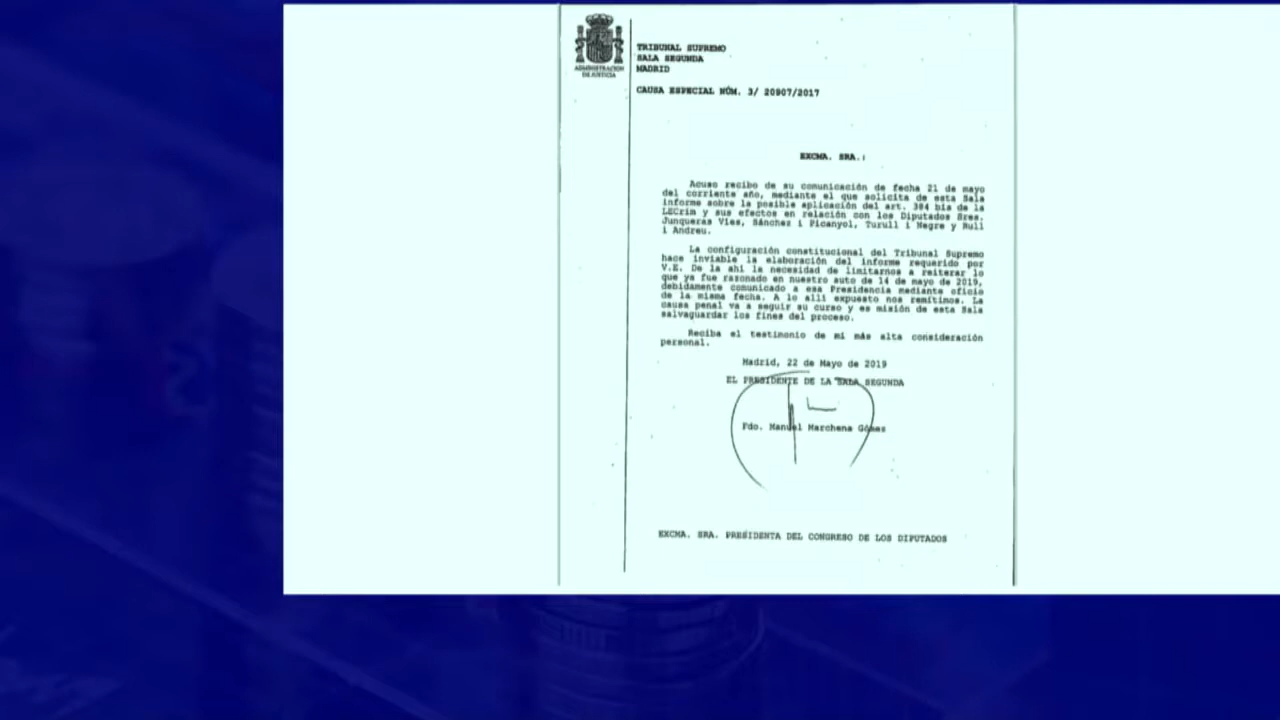 ADMINISTRACION
DE JUSTICIA
TRIBUNAL SUPREMO
SALA SEGUNDA
MADRID
CAUSA ESPECIAL NÚM. 3/ 20907/2017
EXCMA. SRA.:
Acuso recibo de su comunicación de fecha 21 de mayo
del corriente año, mediante el que solicita de esta Sala
informe sobre la posible aplicación del art. 384 bis de la
LECrim y sus efectos en relación con los Diputados Sres.
Junqueras Vies, Sánchez i Picanyol, Turull i Negre y Rull
i Andreu.
La configuración constitucional del Tribunal Supremo
hace inviable la elaboración del informe requerido por
V.E. De la ahí la necesidad de limitarnos a reiterar lo
que ya fue razonado en nuestro auto de 14 de mayo de 2019,
debidamente comunicado a esa Presidencia mediante oficio
de la misma fecha. A lo allí expuesto nos remitimos. La
causa penal va a seguir su curso y es misión de esta Sala
salvaguardar los fines del proceso.
Reciba el testimonio de mi más alta consideración
personal.
Madrid, 22 de Mayo de 2019
EL PRESIDENTE DE LA SALA SEGUNDA
Fdo. Manuel Marchena Gómez
EXCMA. SRA. PRESIDENTA DEL CONGRESO DE LOS DIPUTADOS